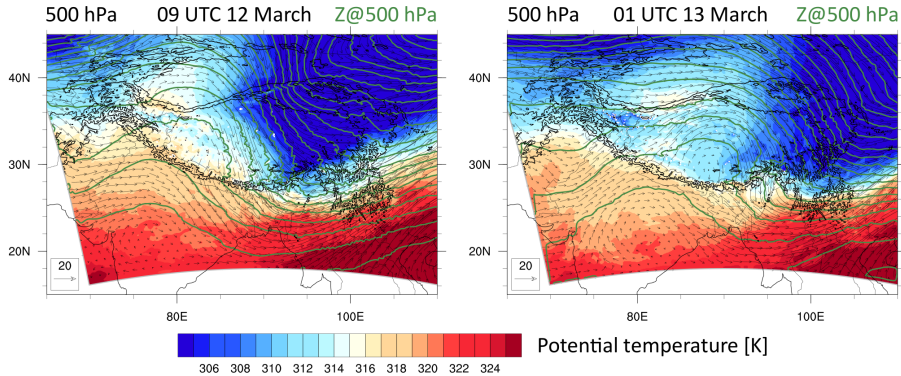 500 hPa 09 UTC 12 March Z@500 hPa
500 hPa 01 UTC 13 March Z@500 hPa
40N
30N
20N
20
80E 100E
40N
30N
20N
20
80E 100E
306 308 310 312 314 316 318 320 322 324
Potential temperature [K]